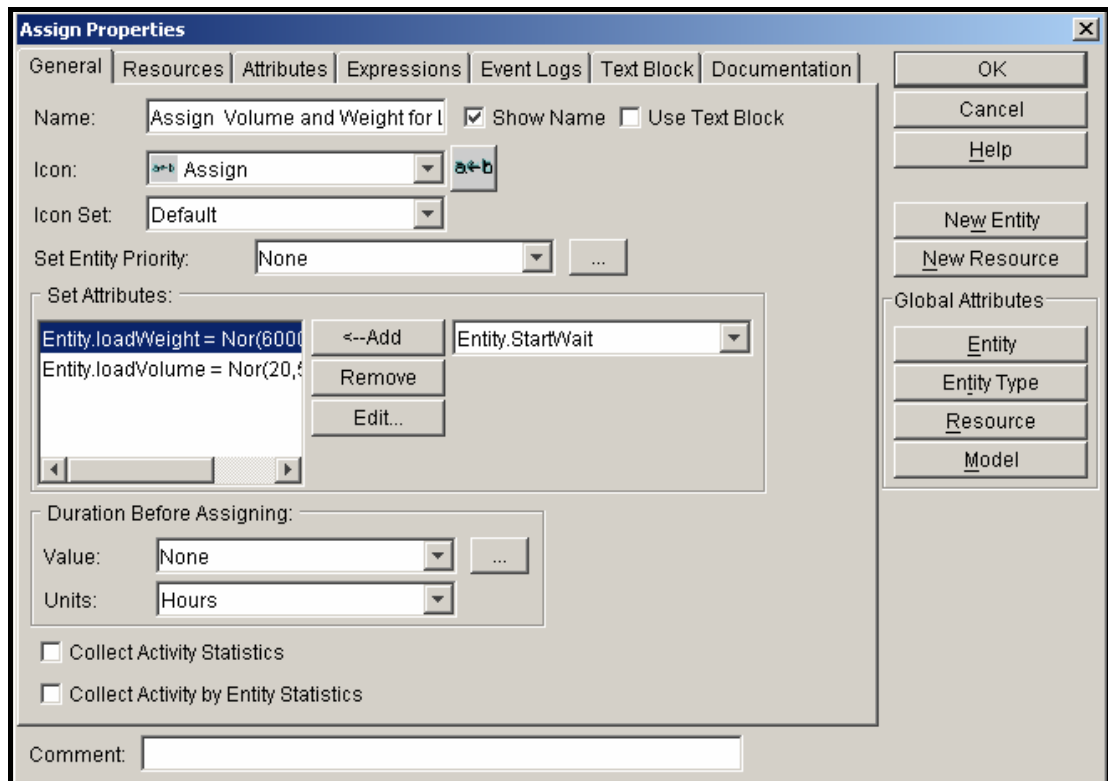 Assign Properties
General Resources Attributes Expressions Event Logs Text Block Documentation
OK
Cancel
Help
Name: Assign Volume and Weight for L Show Name Use Text Block
Icon: a←b Assign a←b
Icon Set: Default
Set Entity Priority: None ...
New Entity
New Resource
Set Attributes:
Entity.loadWeight = Nor(6000
Entity.loadVolume = Nor(20,5
<--Add Entity.StartWait
Remove
Edit...
Global Attributes
Entity
Entity Type
Resource
Model
Duration Before Assigning:
Value: None ...
Units: Hours
Collect Activity Statistics
Collect Activity by Entity Statistics
Comment: